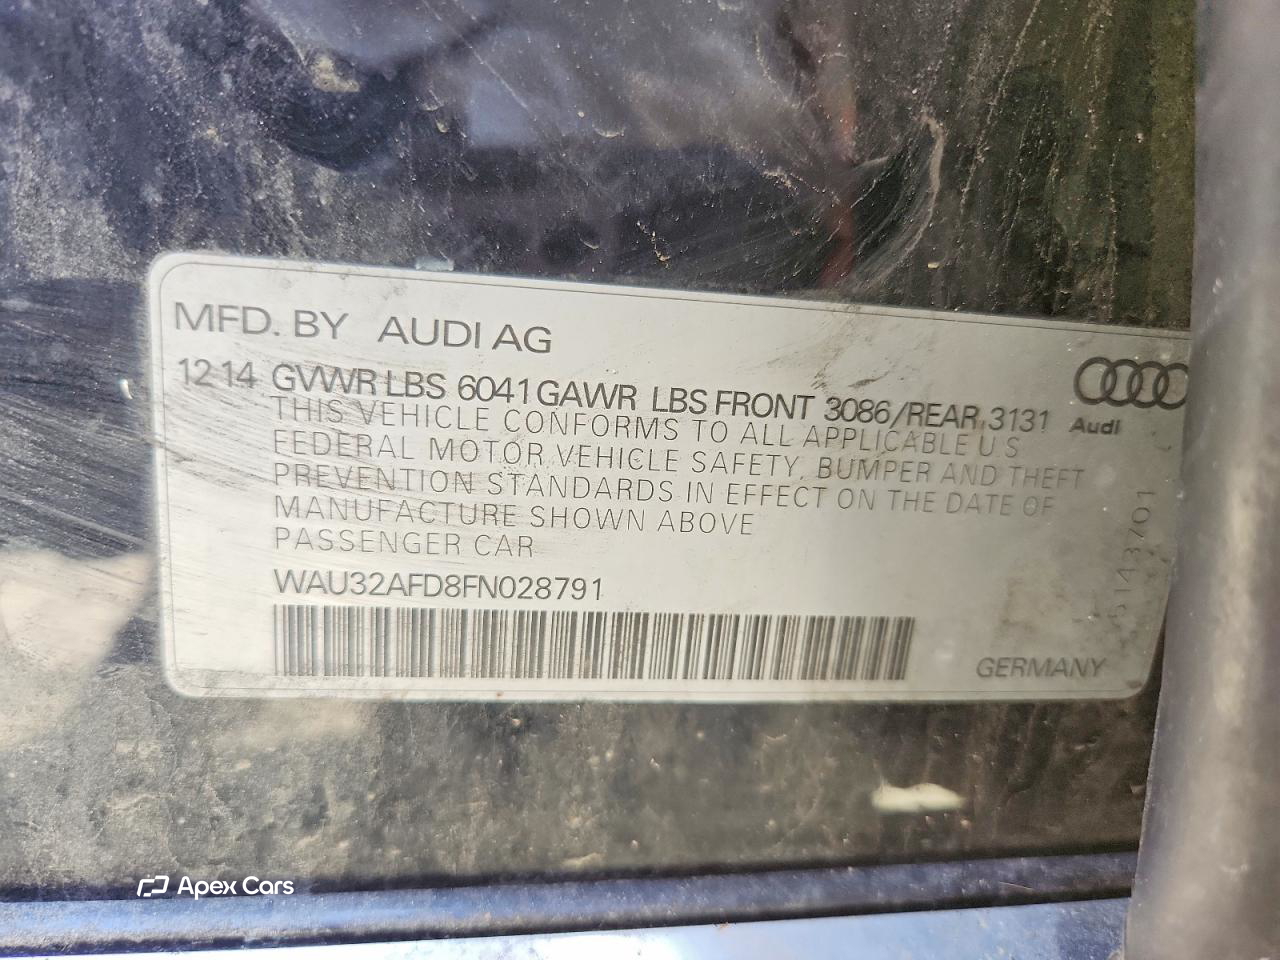 MFD. BY AUDI AG
12 14 GVWR LBS 6041 GAWR LBS FRONT 3086/REAR 3131
Audi
THIS VEHICLE CONFORMS TO ALL APPLICABLE U.S
FEDERAL MOTOR VEHICLE SAFETY, BUMPER AND THEFT
PREVENTION STANDARDS IN EFFECT ON THE DATE OF
MANUFACTURE SHOWN ABOVE
PASSENGER CAR
WAU32AFD8FN028791
GERMANY
Apex Cars